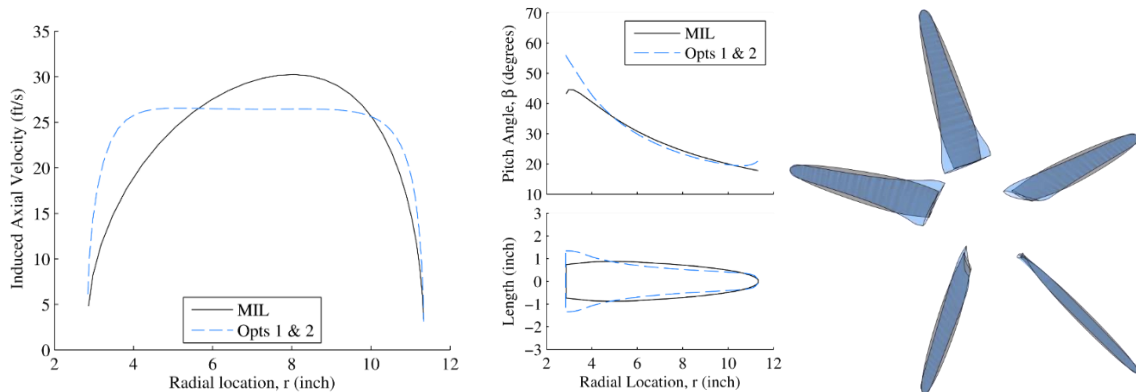 Induced Axial Velocity (ft/s)
35
30
25
20
15
10
5
0
MIL
Opts 1 & 2
2 4 6 8 10 12
Radial location, r (inch)
Pitch Angle, β (degrees)
70
60
50
40
30
20
10
MIL
Opts 1 & 2
Length (inch)
3
2
1
0
−1
−2
−3
2 4 6 8 10 12
Radial Location, r (inch)